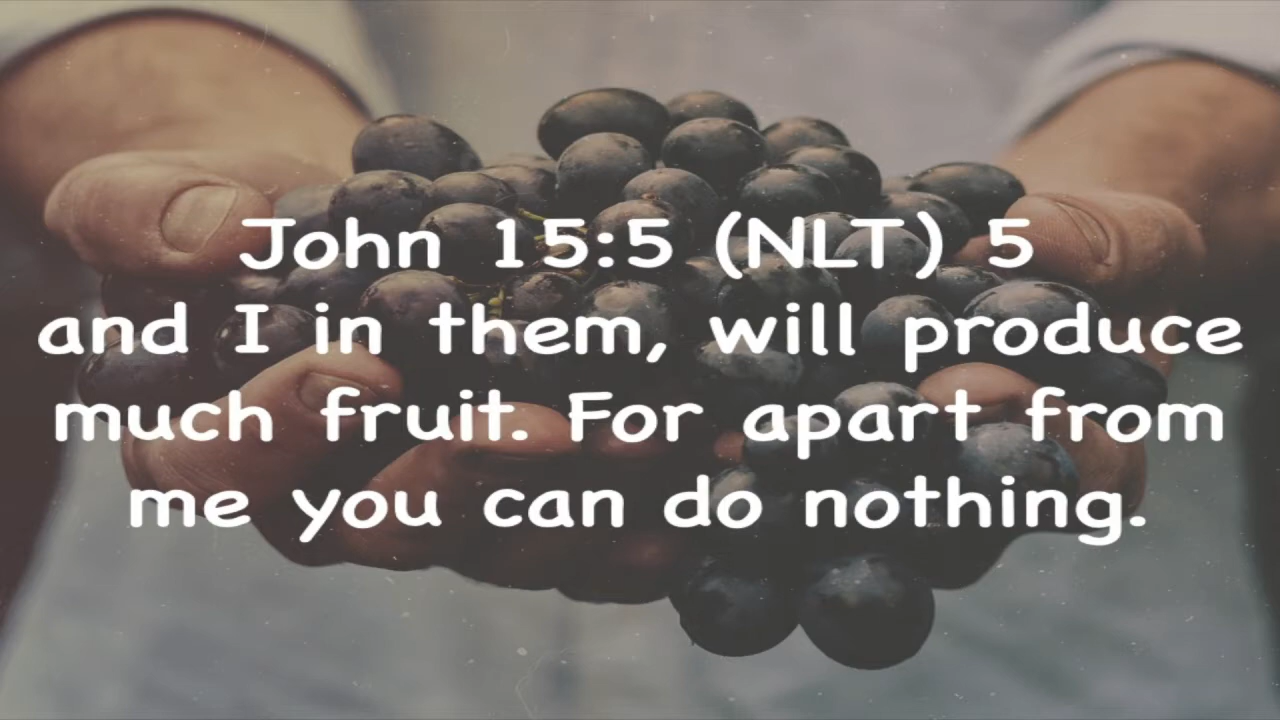 John 15:5 (NLT) 5
and I in them, will produce
much fruit. For apart from
me you can do nothing.